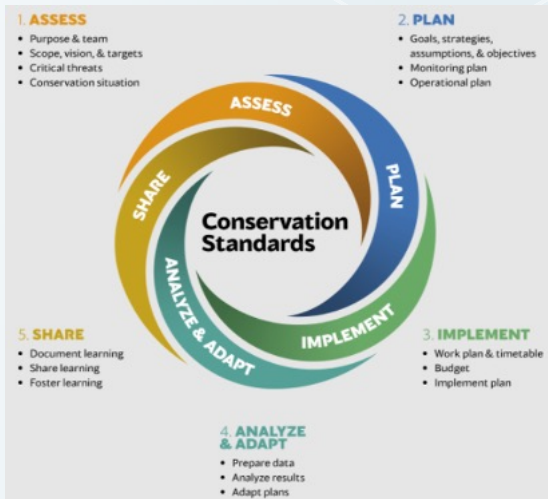 1. ASSESS
• Purpose & team
• Scope, vision, & targets
• Critical threats
• Conservation situation
2. PLAN
• Goals, strategies,
assumptions, & objectives
• Monitoring plan
• Operational plan
ASSESS
PLAN
SHARE
Conservation
Standards
ANALYZE & ADAPT
IMPLEMENT
5. SHARE
• Document learning
• Share learning
• Foster learning
3. IMPLEMENT
• Work plan & timetable
• Budget
• Implement plan
4. ANALYZE
& ADAPT
• Prepare data
• Analyze results
• Adapt plans